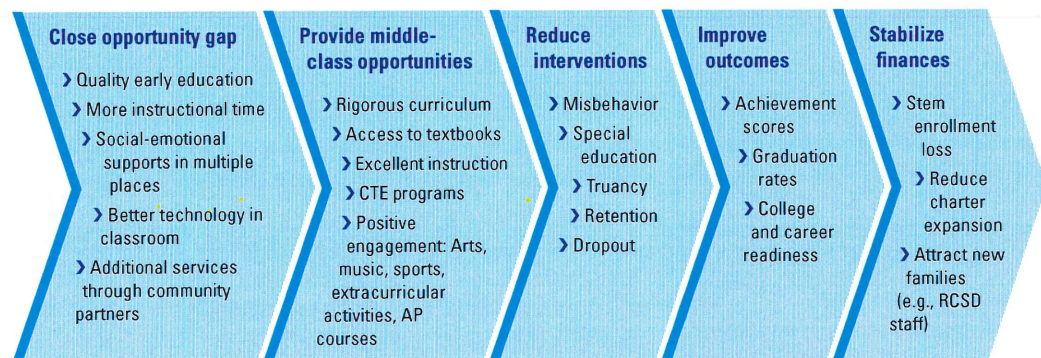 Close opportunity gap
❯ Quality early education
❯ More instructional time
❯ Social-emotional
supports in multiple
places
❯ Better technology in
classroom
❯ Additional services
through community
partners
Provide middle-
class opportunities
❯ Rigorous curriculum
❯ Access to textbooks
❯ Excellent instruction
❯ CTE programs
❯ Positive
engagement: Arts,
music, sports,
extracurricular
activities, AP
courses
Reduce
interventions
❯ Misbehavior
❯ Special
education
❯ Truancy
❯ Retention
❯ Dropout
Improve
outcomes
❯ Achievement
scores
❯ Graduation
rates
❯ College
and career
readiness
Stabilize
finances
❯ Stem
enrollment
loss
❯ Reduce
charter
expansion
❯ Attract new
families
(e.g., RCSD
staff)